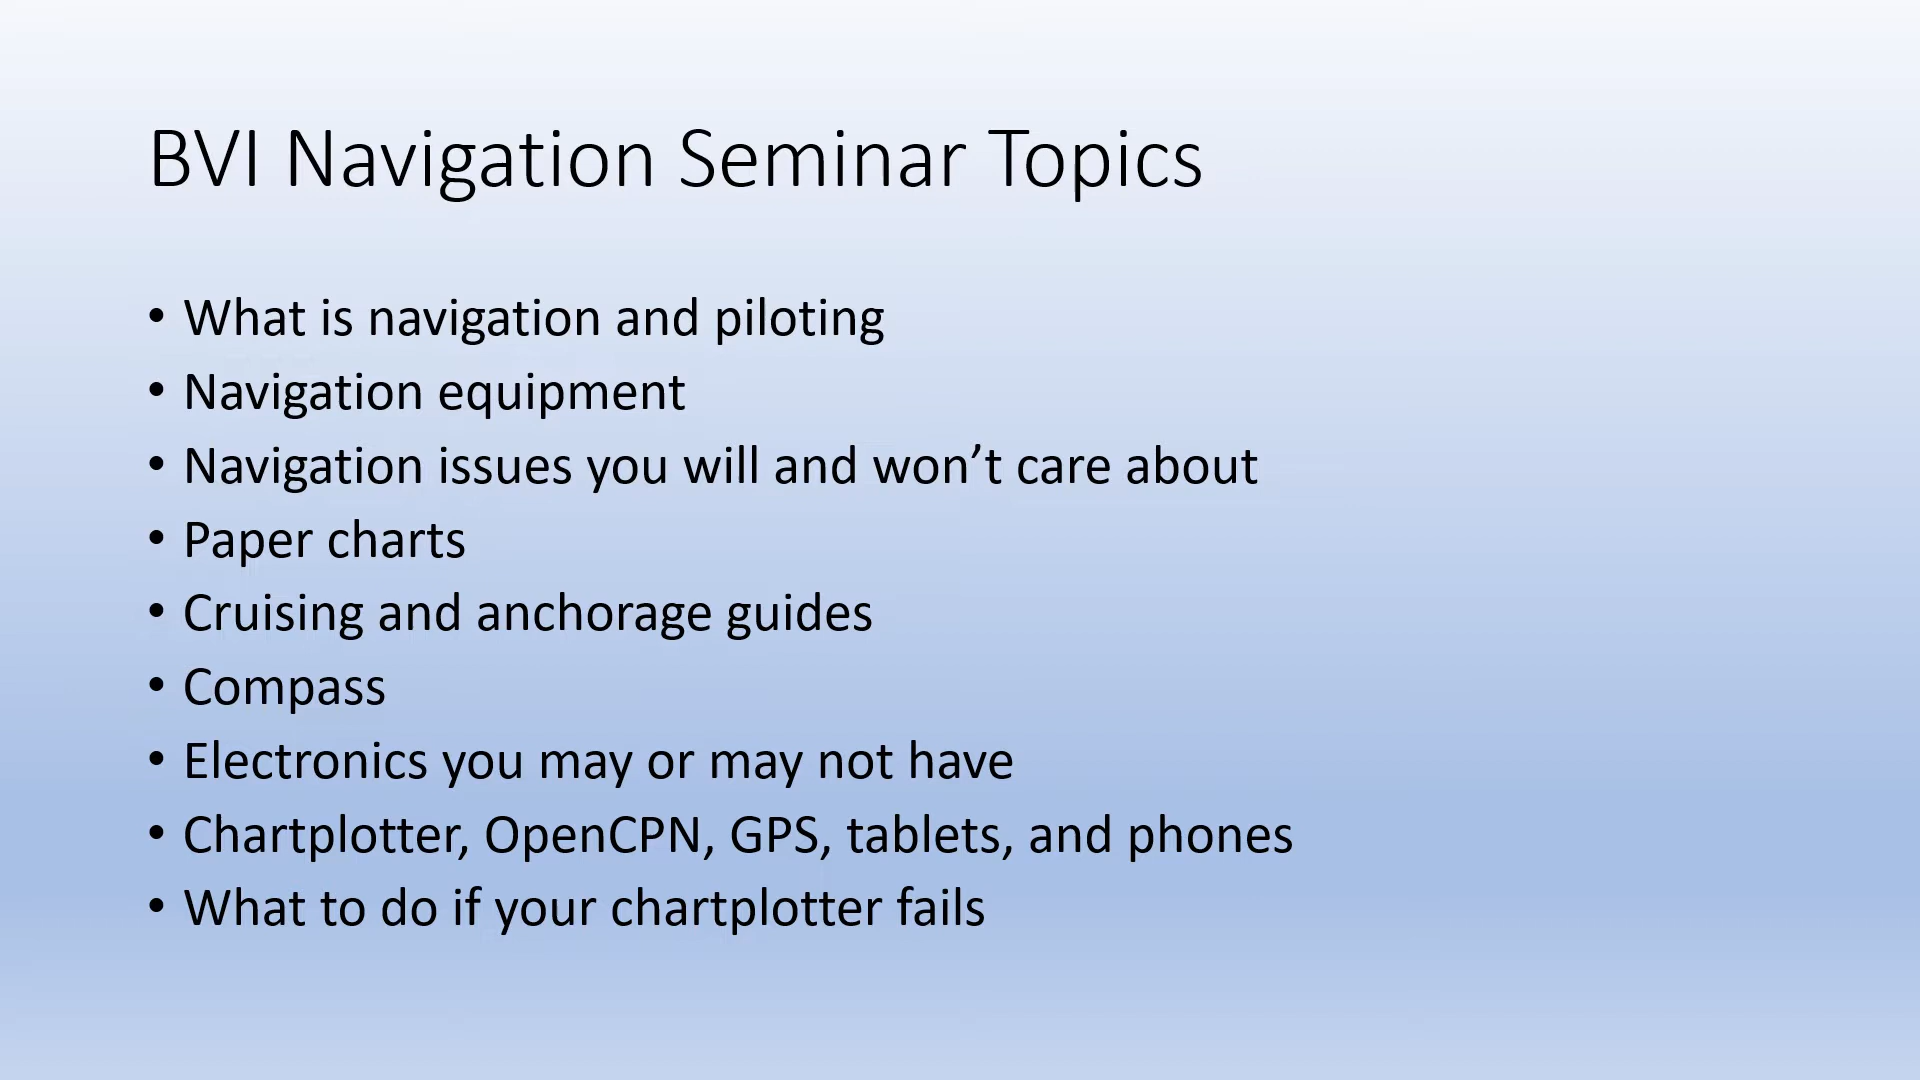 BVI Navigation Seminar Topics
• What is navigation and piloting
• Navigation equipment
• Navigation issues you will and won’t care about
• Paper charts
• Cruising and anchorage guides
• Compass
• Electronics you may or may not have
• Chartplotter, OpenCPN, GPS, tablets, and phones
• What to do if your chartplotter fails